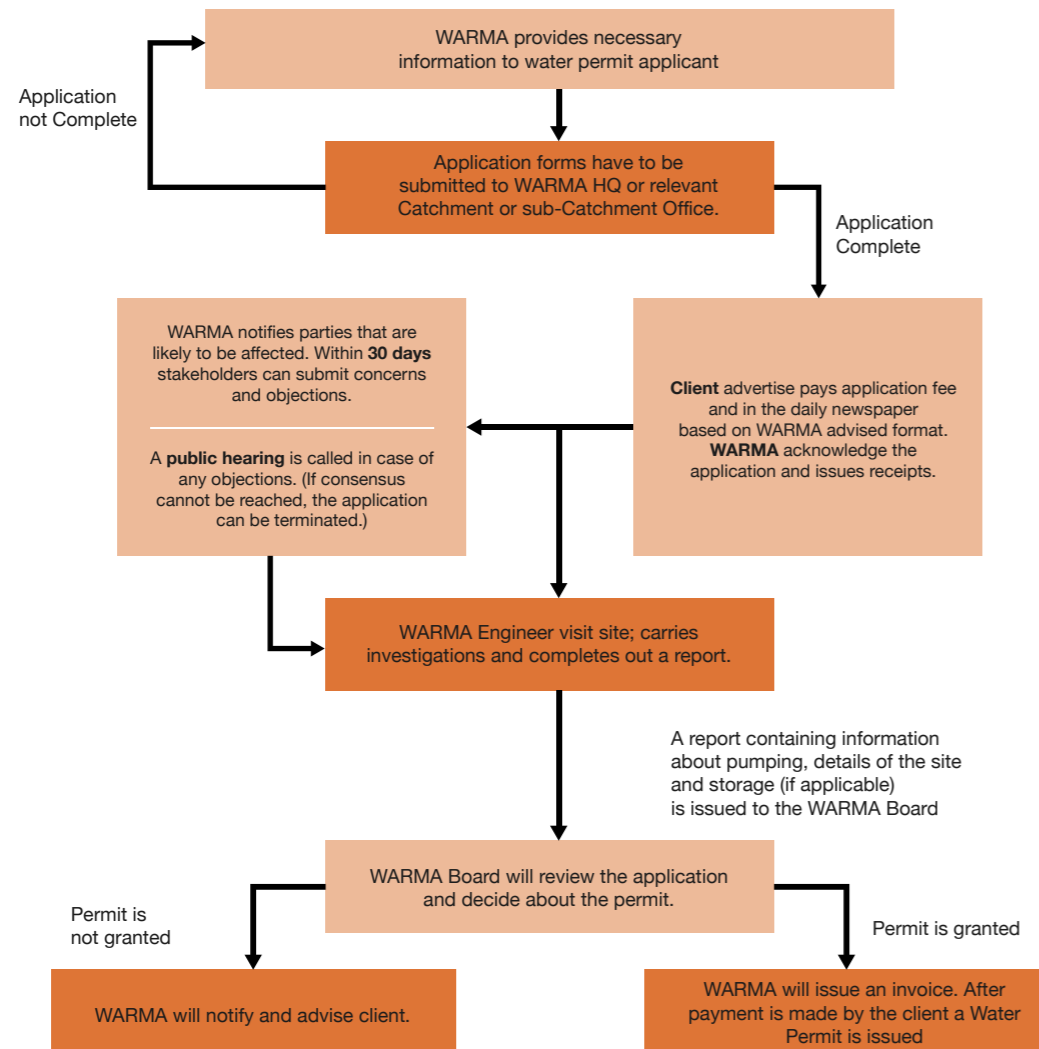 WARMA provides necessary
information to water permit applicant
Application
not Complete
Application forms have to be
submitted to WARMA HQ or relevant
Catchment or sub-Catchment Office.
Application
Complete
WARMA notifies parties that are
likely to be affected. Within 30 days
stakeholders can submit concerns
and objections.
A public hearing is called in case of
any objections. (If consensus
cannot be reached, the application
can be terminated.)
Client advertise pays application fee
and in the daily newspaper
based on WARMA advised format.
WARMA acknowledge the
application and issues receipts.
WARMA Engineer visit site; carries
investigations and completes out a report.
A report containing information
about pumping, details of the site
and storage (if applicable)
is issued to the WARMA Board
WARMA Board will review the application
and decide about the permit.
Permit is
not granted
Permit is granted
WARMA will notify and advise client.
WARMA will issue an invoice. After
payment is made by the client a Water
Permit is issued